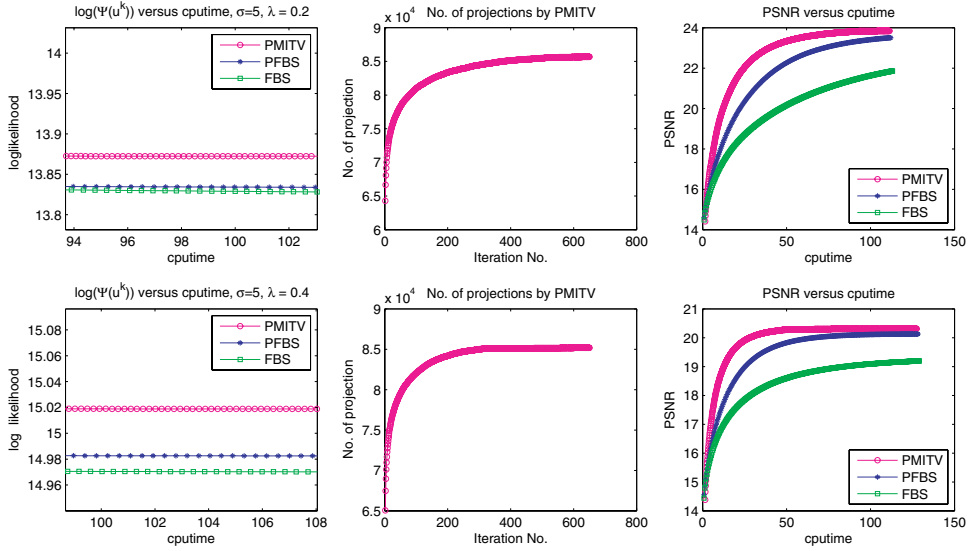 log(Ψ(u^k)) versus cputime, σ=5, λ = 0.2
loglikelihood
14
13.95
13.9
13.85
13.8
94 96 98 100 102
cputime
PMITV
PFBS
FBS
No. of projections by PMITV
x 10^4
No. of projection
9
8.5
8
7.5
7
6.5
6
0 200 400 600 800
Iteration No.
PSNR versus cputime
PSNR
24
22
20
18
16
14
0 50 100 150
cputime
PMITV
PFBS
FBS
log(Ψ(u^k)) versus cputime, σ=5, λ = 0.4
log likelihood
15.08
15.06
15.04
15.02
15
14.98
14.96
100 102 104 106 108
cputime
PMITV
PFBS
FBS
No. of projections by PMITV
x 10^4
No. of projection
9
8.5
8
7.5
7
6.5
0 200 400 600 800
Iteration No.
PSNR versus cputime
PSNR
21
20
19
18
17
16
15
14
0 50 100 150
cputime
PMITV
PFBS
FBS